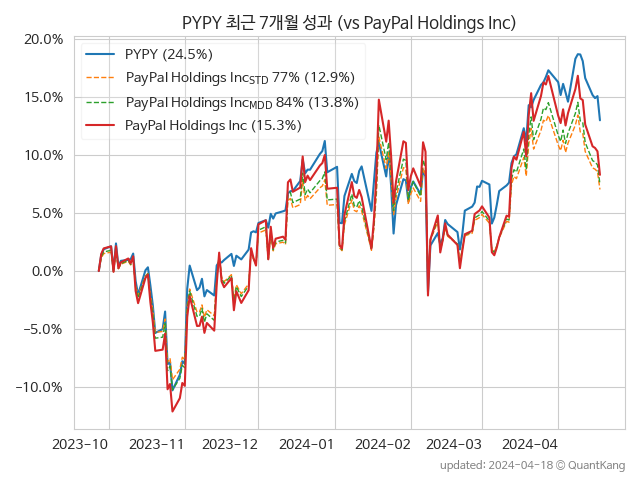 PYPY 최근 7개월 성과 (vs PayPal Holdings Inc)
20.0%
15.0%
10.0%
5.0%
0.0%
−5.0%
−10.0%
PYPY (24.5%)
PayPal Holdings IncSTD 77% (12.9%)
PayPal Holdings IncMDD 84% (13.8%)
PayPal Holdings Inc (15.3%)
2023-10 2023-11 2023-12 2024-01 2024-02 2024-03 2024-04
updated: 2024-04-18 © QuantKang